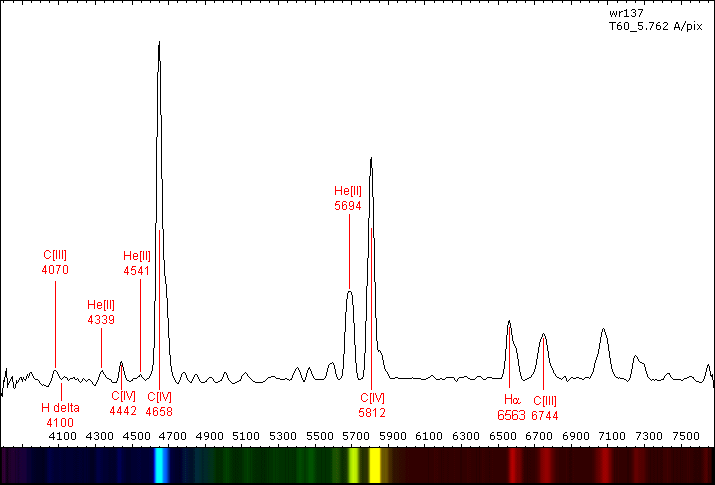 wr137
T60_5.762 A/pix
He[II]
5694
C[III]
4070
He[II]
4541
He[II]
4339
H delta
4100
C[IV]
4442
C[IV]
4658
C[IV]
5812
Hα
6563
C[III]
6744
4100 4300 4500 4700 4900 5100 5300 5500 5700 5900 6100 6300 6500 6700 6900 7100 7300 7500